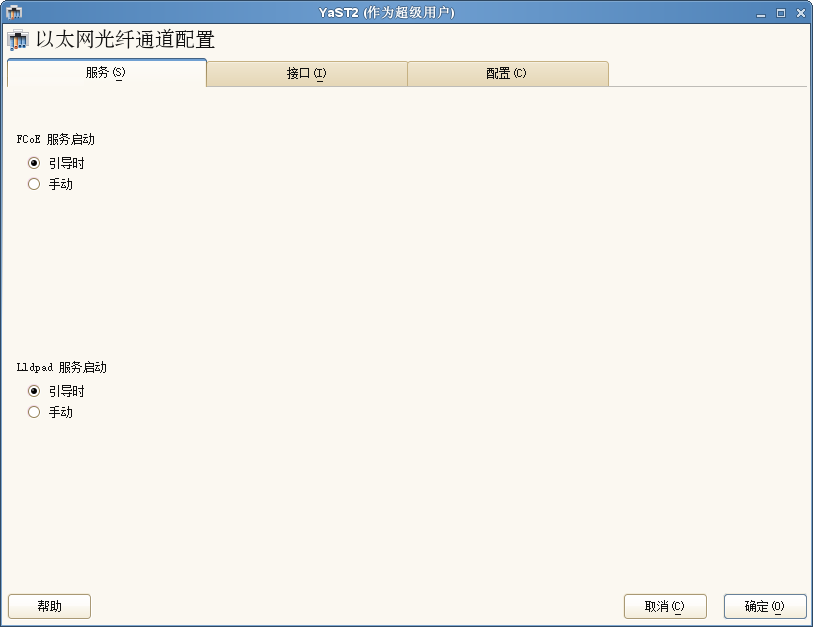 YaST2 (作为超级用户)
以太网光纤通道配置
服务(S) 接口(I) 配置(C)
FCoE 服务启动
引导时
手动
Lldpad 服务启动
引导时
手动
帮助 取消(C) 确定(O)